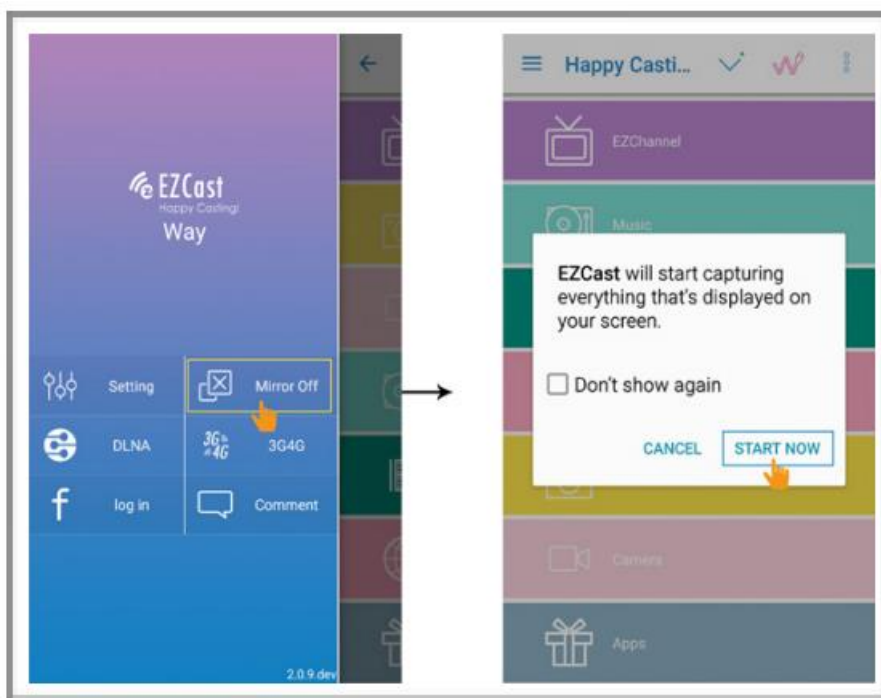 EZCast
Happy Casting!
Way
Setting
Mirror Off
DLNA
3G
4G
3G4G
f
log in
Comment
2.0.9.dev
Happy Casti...
EZChannel
Music
EZCast will start capturing
everything that's displayed on
your screen.
Don't show again
CANCEL
START NOW
Camera
Apps